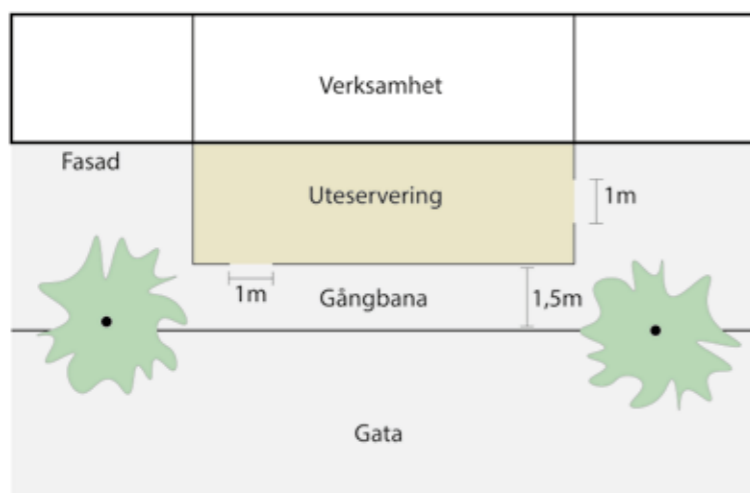 Verksamhet
Fasad
Uteservering
1m
1m
Gångbana
1,5m
Gata